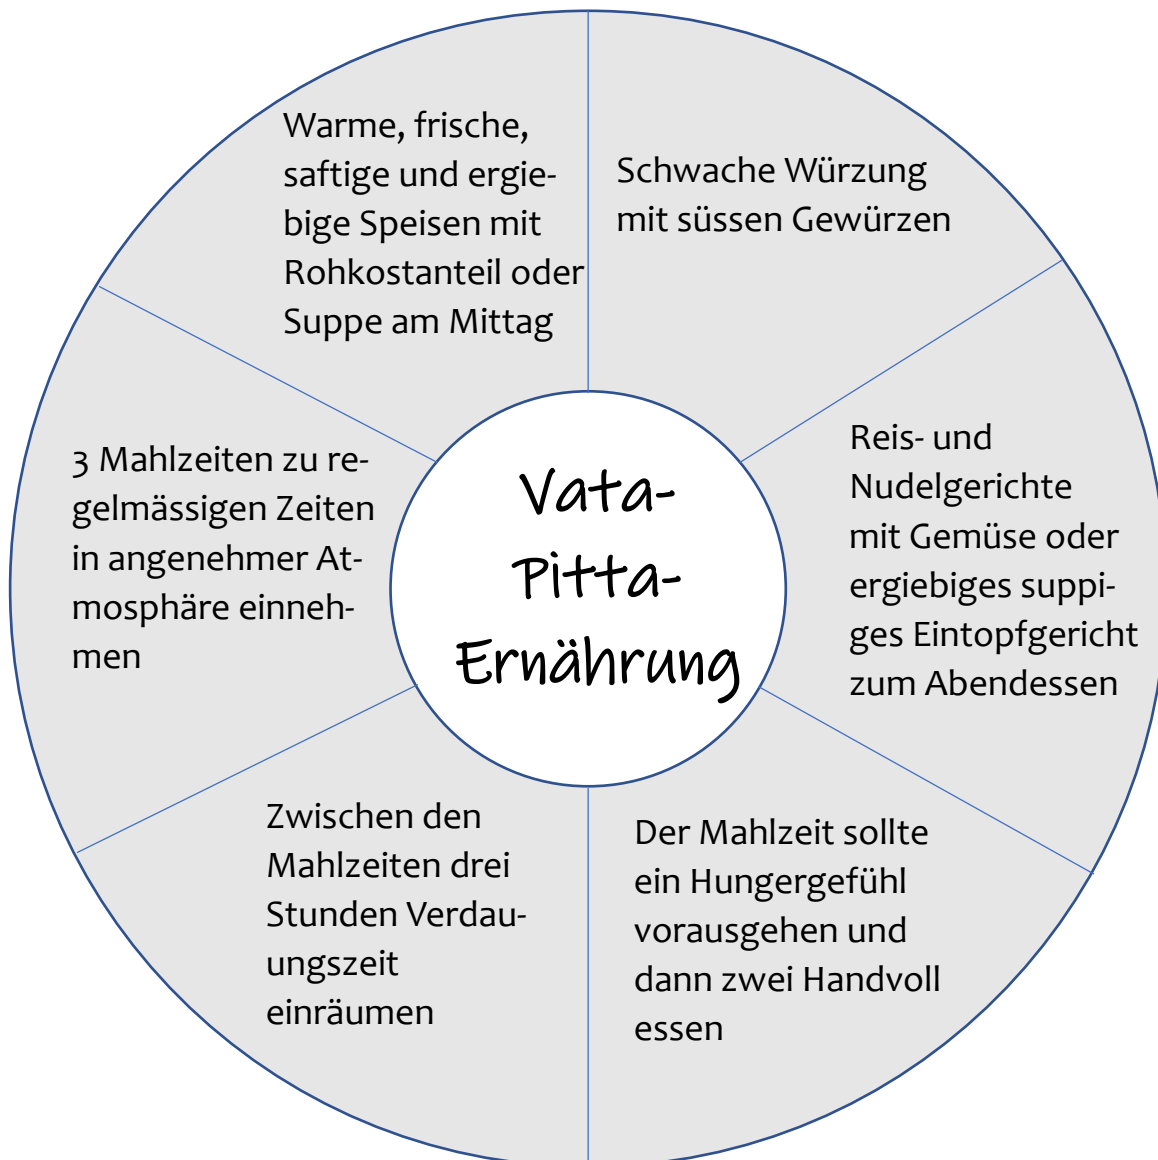 Warme, frische,
saftige und ergie-
bige Speisen mit
Rohkostanteil oder
Suppe am Mittag
Schwache Würzung
mit süssen Gewürzen
3 Mahlzeiten zu re-
gelmässigen Zeiten
in angenehmer At-
mosphäre einneh-
men
Vata-
Pitta-
Ernährung
Reis- und
Nudelgerichte
mit Gemüse oder
ergiebiges suppi-
ges Eintopfgericht
zum Abendessen
Zwischen den
Mahlzeiten drei
Stunden Verdau-
ungszeit
einräumen
Der Mahlzeit sollte
ein Hungergefühl
vorausgehen und
dann zwei Handvoll
essen